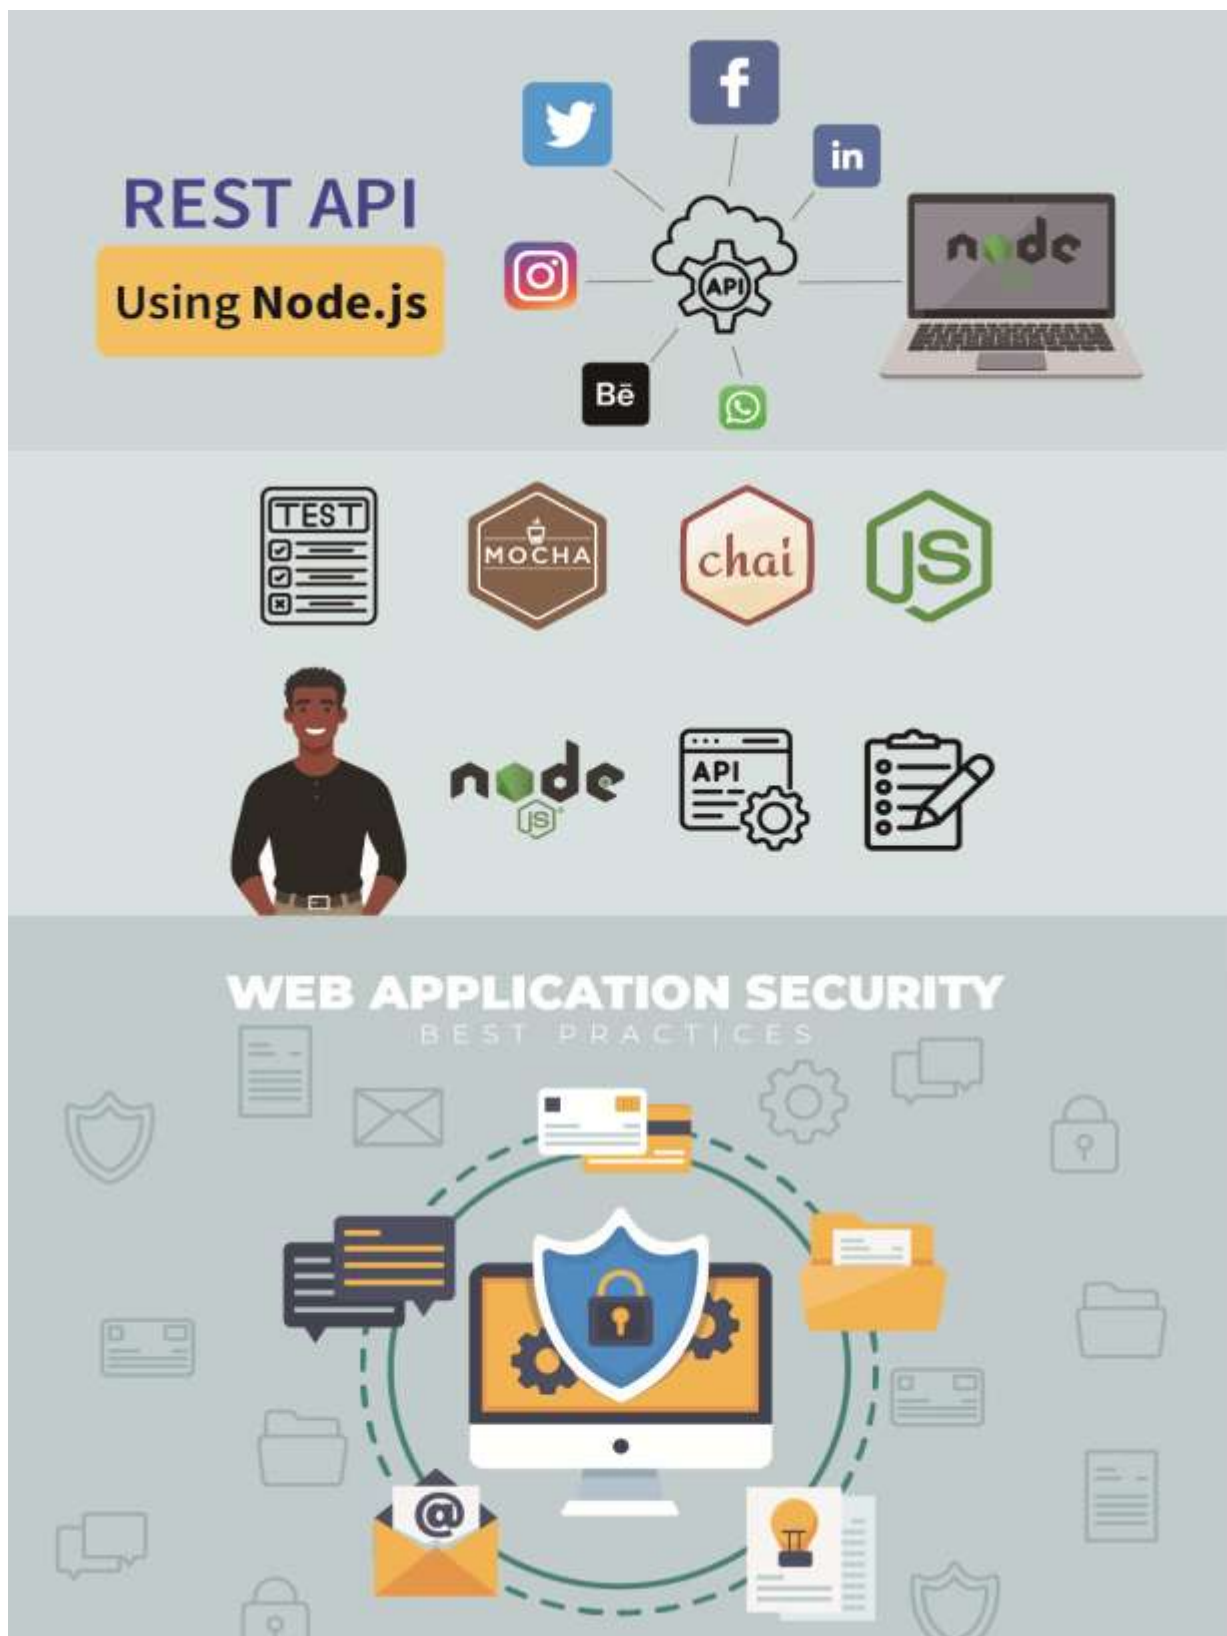 REST API
Using Node.js
f
in
node
API
Bē
TEST
MOCHA
chai
JS
node
JS
API
WEB APPLICATION SECURITY
BEST PRACTICES
@